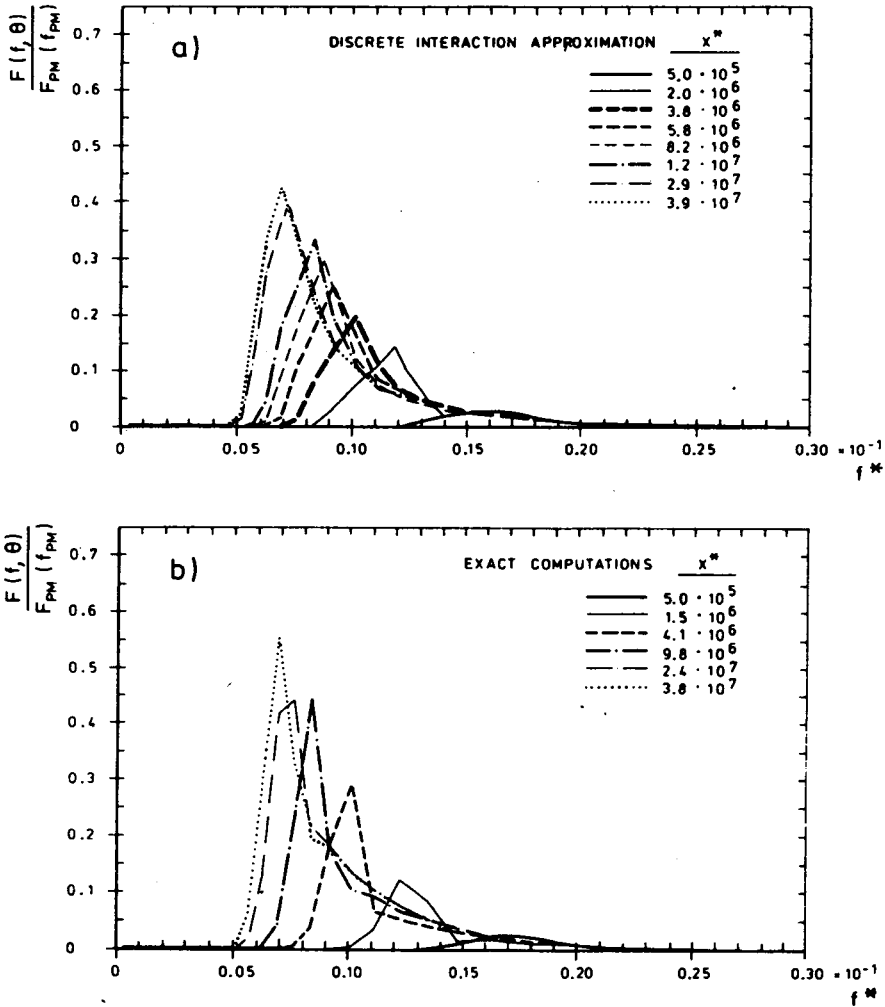 F(f,θ)
F_PM (f_PM)
a)
DISCRETE INTERACTION APPROXIMATION x*
5.0 · 10^5
2.0 · 10^6
3.8 · 10^6
5.8 · 10^6
8.2 · 10^6
1.2 · 10^7
2.9 · 10^7
3.9 · 10^7
0.7
0.6
0.5
0.4
0.3
0.2
0.1
0
0 0.05 0.10 0.15 0.20 0.25 0.30 × 10^-1
f*
F(f,θ)
F_PM (f_PM)
b)
EXACT COMPUTATIONS x*
5.0 · 10^5
1.5 · 10^6
4.1 · 10^6
9.8 · 10^6
2.4 · 10^7
3.8 · 10^7
0.7
0.6
0.5
0.4
0.3
0.2
0.1
0
0 0.05 0.10 0.15 0.20 0.25 0.30 × 10^-1
f*